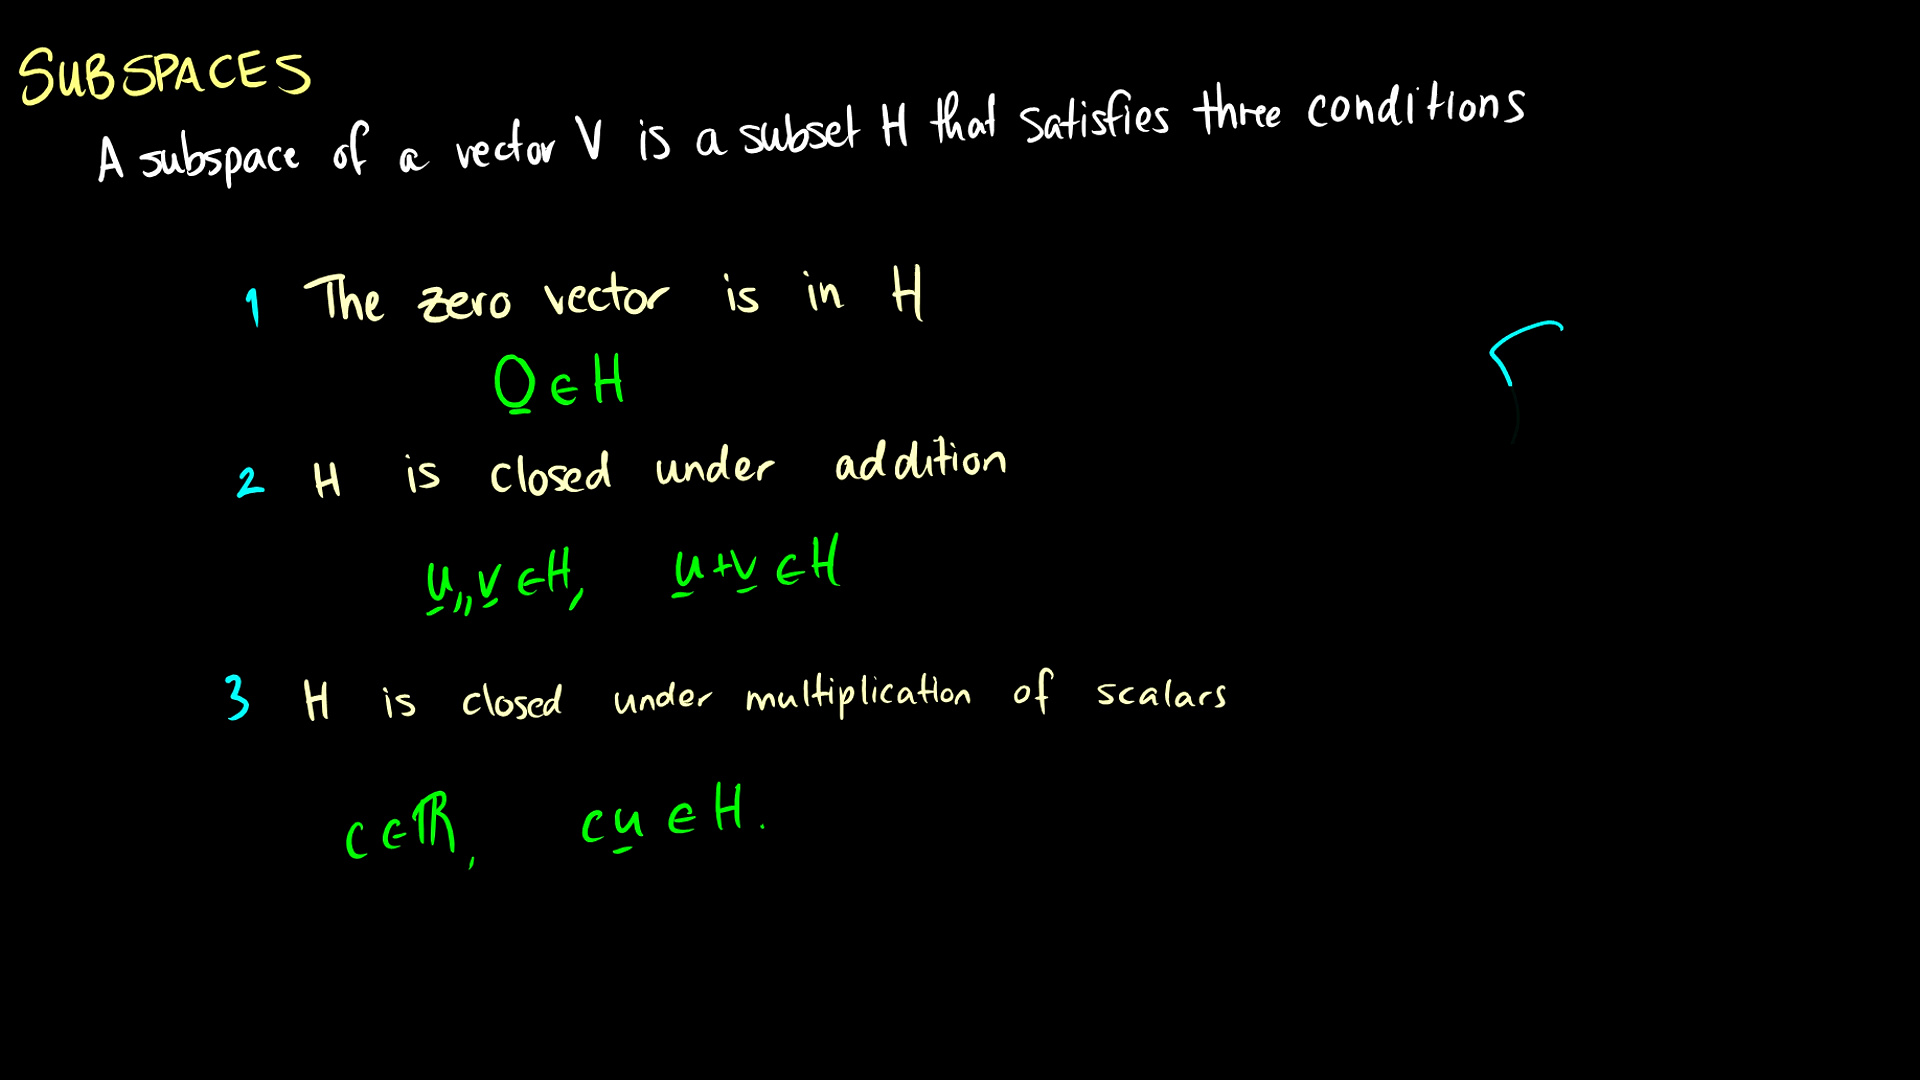 SUBSPACES
A subspace of a vector V is a subset H that satisfies three conditions
1 The zero vector is in H
0 ∈ H
2 H is closed under addition
u,, v ∈ H, u + v ∈ H
3 H is closed under multiplication of scalars
c ∈ ℝ, cu ∈ H.